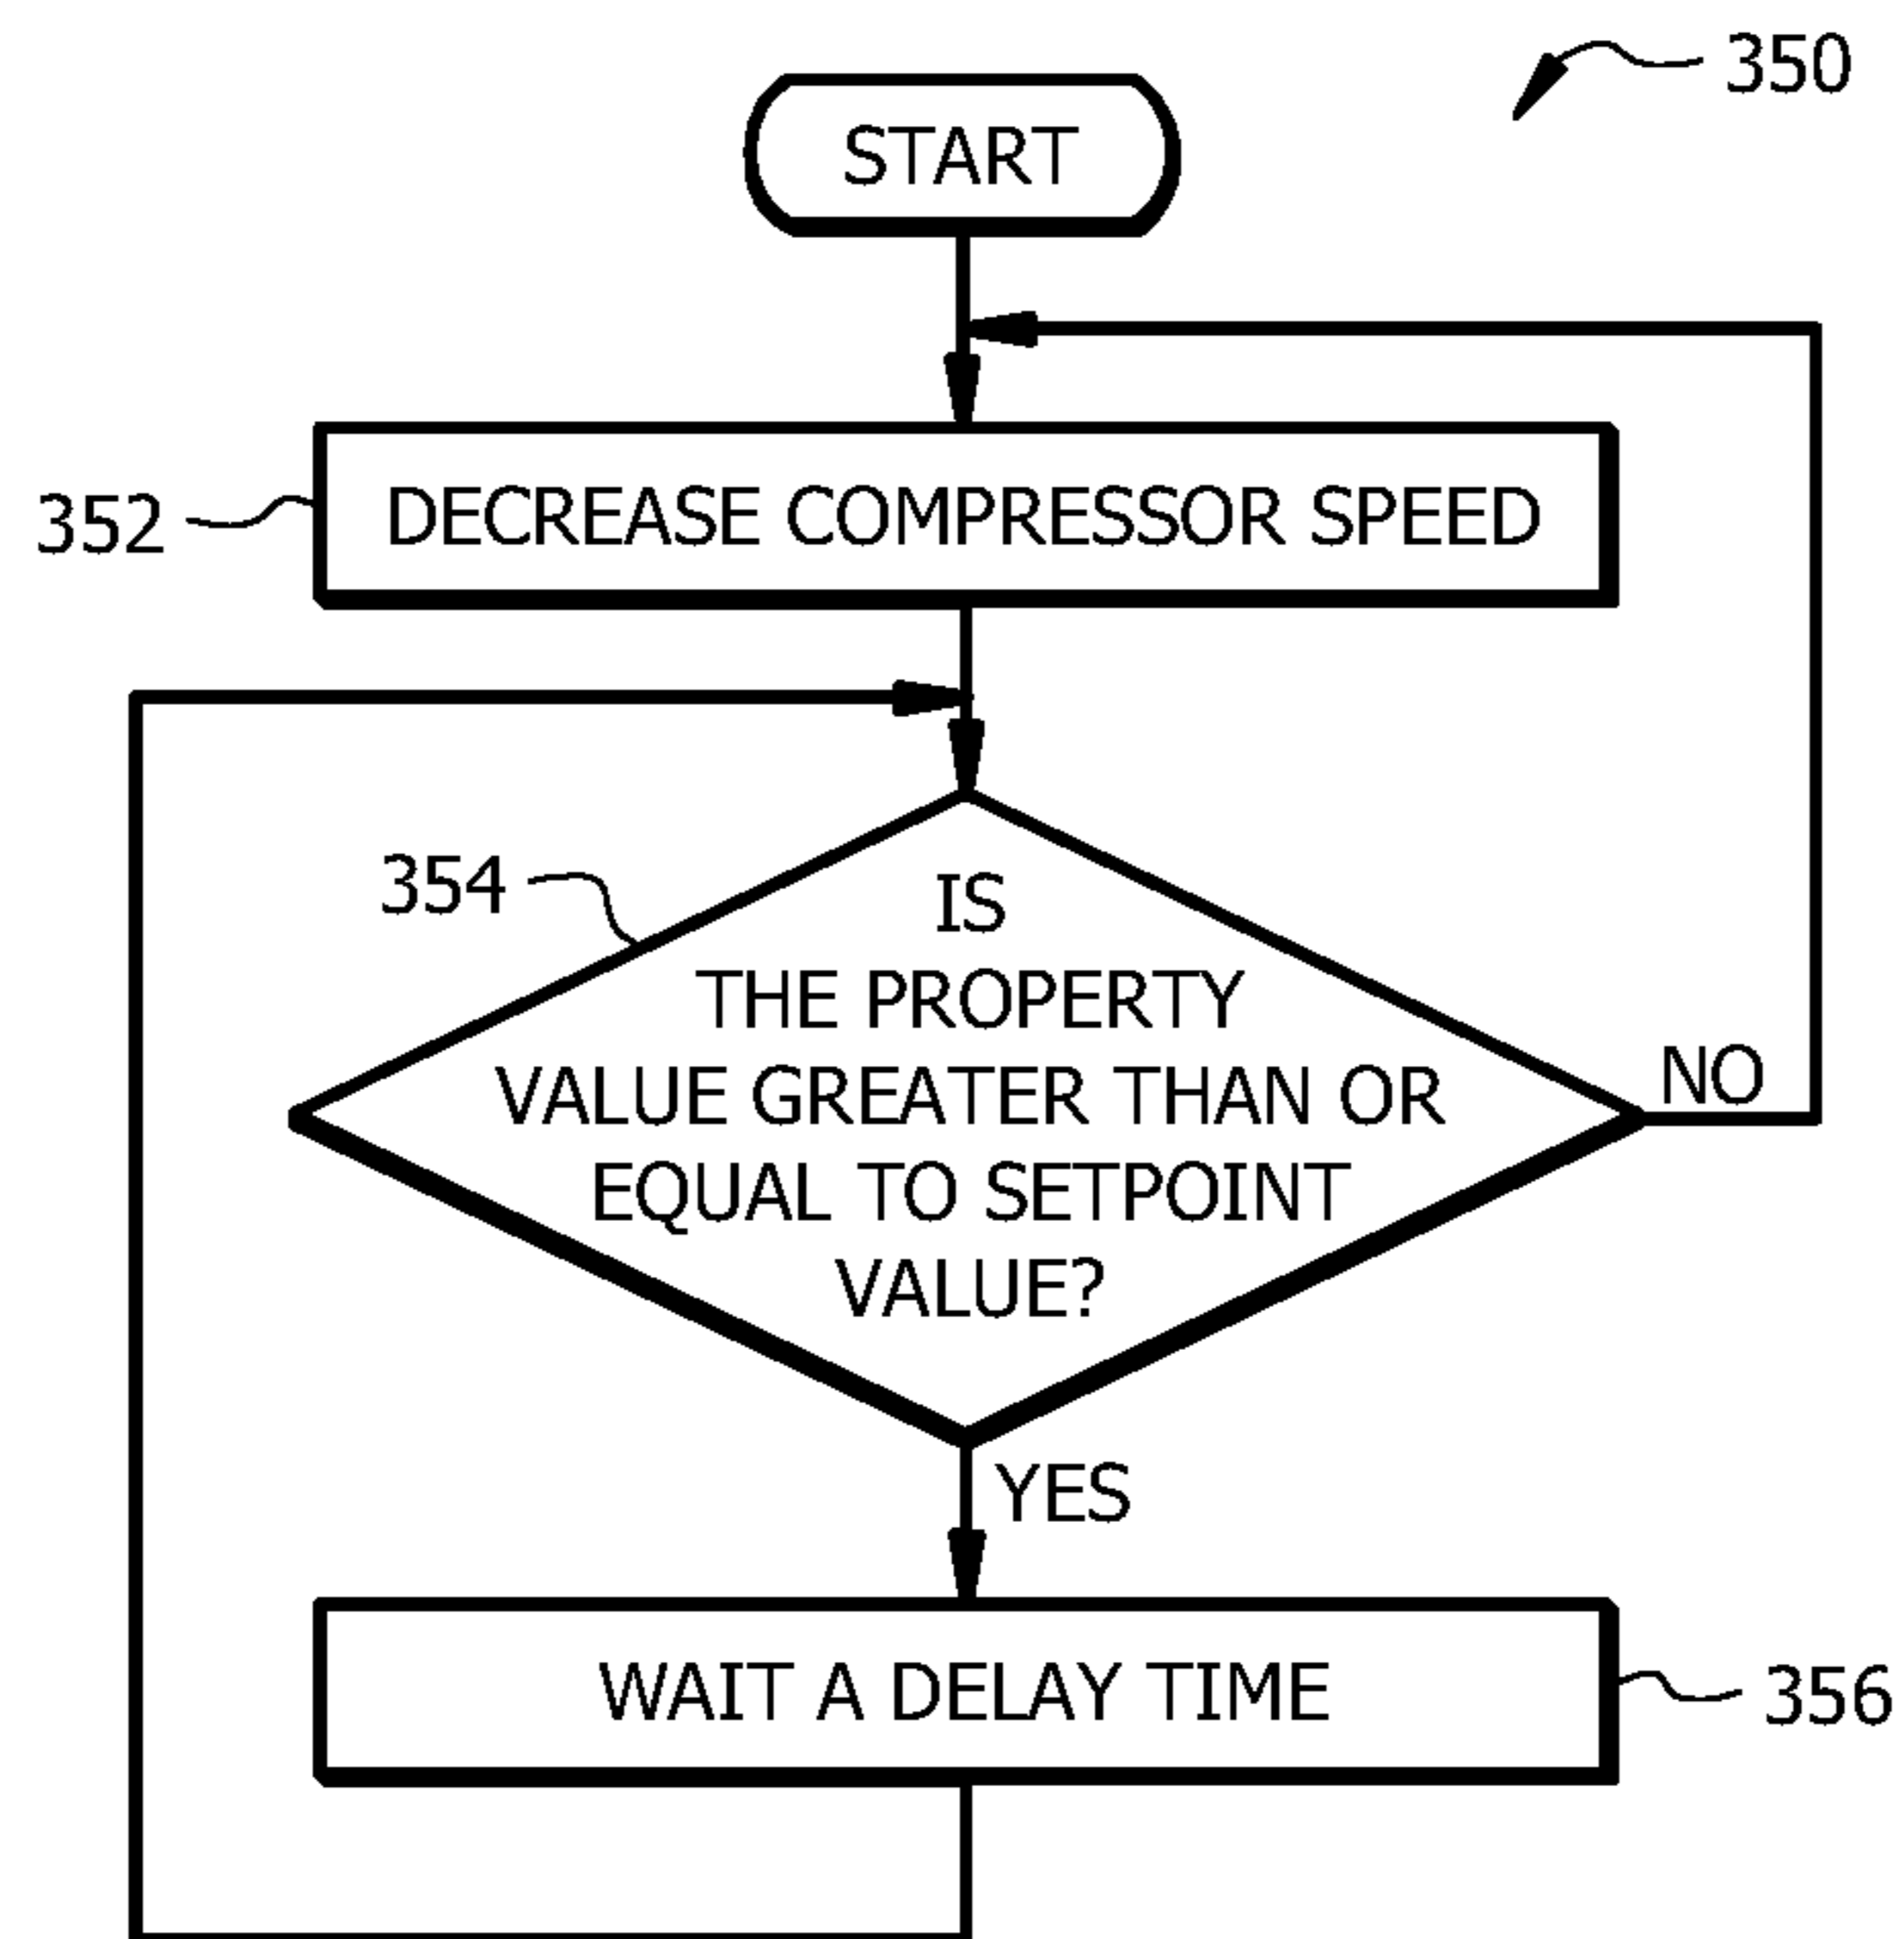 350
START
352
DECREASE COMPRESSOR SPEED
354
IS
THE PROPERTY
VALUE GREATER THAN OR
EQUAL TO SETPOINT
VALUE?
NO
YES
WAIT A DELAY TIME
356